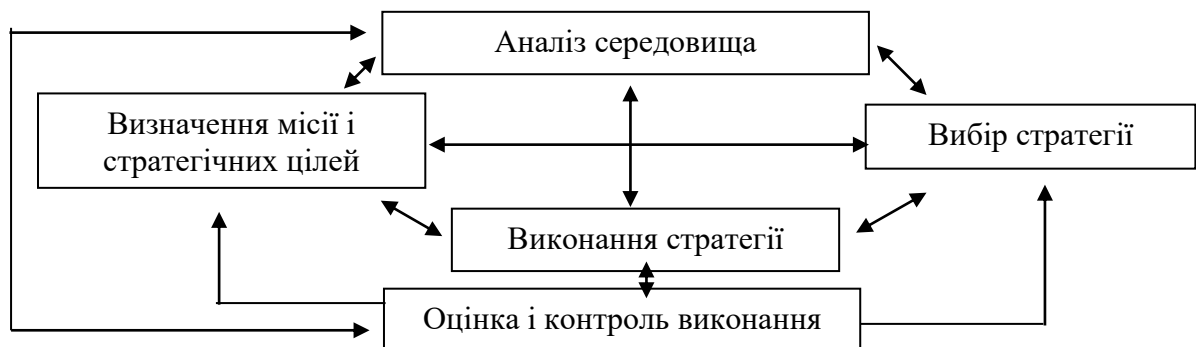 Аналіз середовища
Визначення місії і
стратегічних цілей
Вибір стратегії
Виконання стратегії
Оцінка і контроль виконання